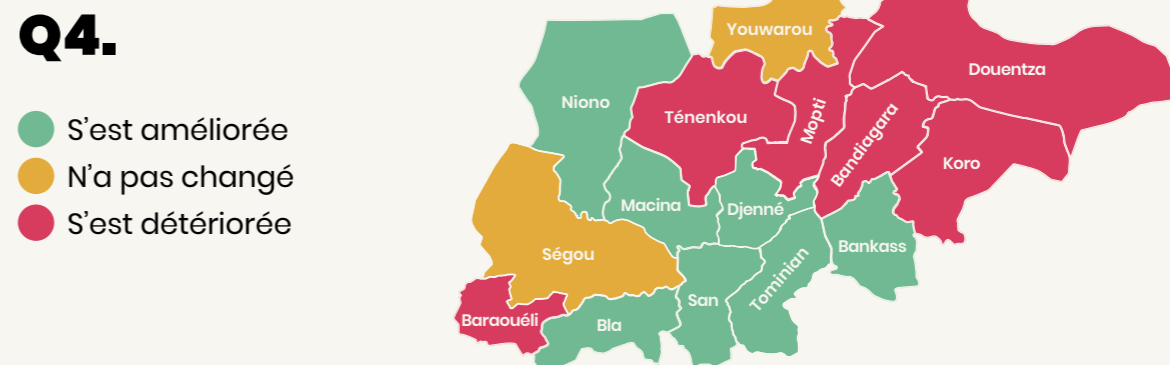 Q4.
S'est améliorée
N'a pas changé
S'est détériorée
Youwarou
Douentza
Niono
Ténenkou
Mopti
Bandiagara
Koro
Macina
Djenné
Bankass
Ségou
Tominian
San
Baraouéli
Bla